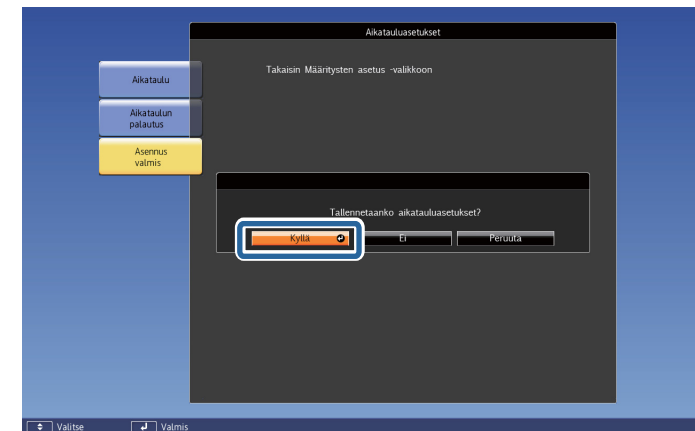 Aikatauluasetukset
Takaisin Määritysten asetus -valikkoon
Aikataulu
Aikataulun
palautus
Asennus
valmis
Tallennetaanko aikatauluasetukset?
Kyllä Ei Peruuta
Valitse Valmis